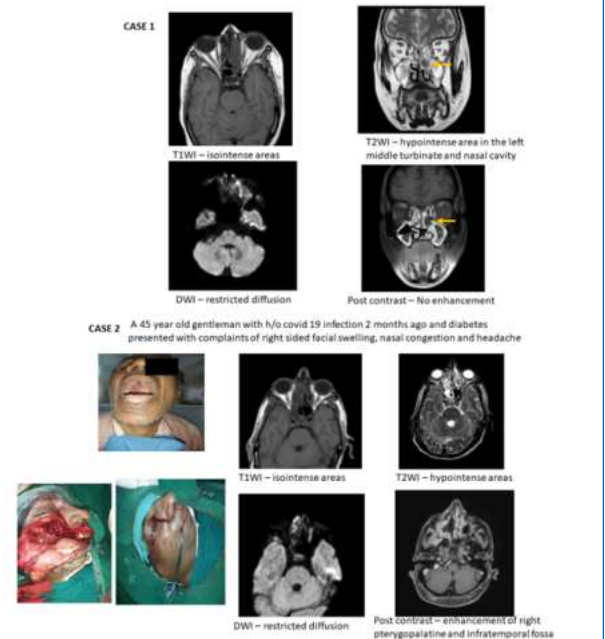 CASE 1
T1WI – isointense areas
T2WI – hypointense area in the left
middle turbinate and nasal cavity
DWI – restricted diffusion
Post contrast – No enhancement
CASE 2 A 45 year old gentleman with h/o covid 19 infection 2 months ago and diabetes
presented with complaints of right sided facial swelling, nasal congestion and headache
T1WI – isointense areas
T2WI – hypointense areas
DWI – restricted diffusion
Post contrast – enhancement of right
pterygopalatine and infratemporal fossa